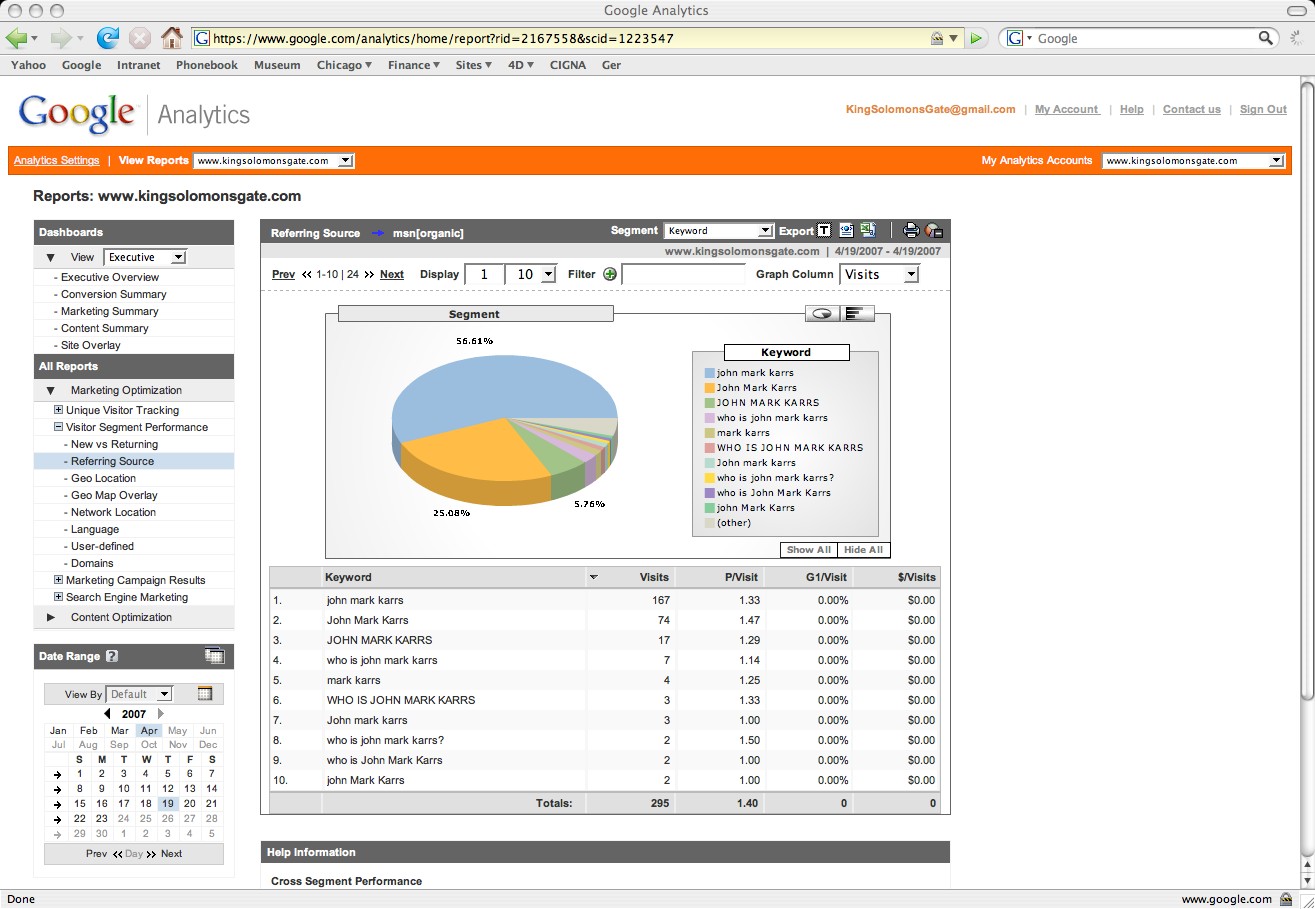 Google Analytics
https://www.google.com/analytics/home/report?rid=2167558&scid=1223547
G Google
Yahoo Google Intranet Phonebook Museum Chicago Finance Sites 4D CIGNA Ger
Google Analytics
KingSolomonsGate@gmail.com | My Account | Help | Contact us | Sign Out
Analytics Settings | View Reports www.kingsolomonsgate.com
My Analytics Accounts www.kingsolomonsgate.com
Reports: www.kingsolomonsgate.com
Dashboards
View Executive
- Executive Overview
- Conversion Summary
- Marketing Summary
- Content Summary
- Site Overlay
All Reports
Marketing Optimization
Unique Visitor Tracking
Visitor Segment Performance
- New vs Returning
- Referring Source
- Geo Location
- Geo Map Overlay
- Network Location
- Language
- User-defined
- Domains
Marketing Campaign Results
Search Engine Marketing
Content Optimization
Date Range ?
View By Default
2007
Jan Feb Mar Apr May Jun
Jul Aug Sep Oct Nov Dec
S M T W T F S
1 2 3 4 5 6 7
8 9 10 11 12 13 14
15 16 17 18 19 20 21
22 23 24 25 26 27 28
29 30 1 2 3 4 5
Prev Day Next
Referring Source msn[organic]
Segment Keyword Export T
www.kingsolomonsgate.com | 4/19/2007 - 4/19/2007
Prev 1-10 | 24 Next Display 1 10 Filter Graph Column Visits
Segment
56.61%
25.08%
5.76%
Keyword
john mark karrs
John Mark Karrs
JOHN MARK KARRS
who is john mark karrs
mark karrs
WHO IS JOHN MARK KARRS
John mark karrs
who is john mark karrs?
who is John Mark Karrs
john Mark Karrs
(other)
Show All Hide All
Keyword Visits P/Visit G1/Visit $/Visits
1. john mark karrs 167 1.33 0.00% $0.00
2. John Mark Karrs 74 1.47 0.00% $0.00
3. JOHN MARK KARRS 17 1.29 0.00% $0.00
4. who is john mark karrs 7 1.14 0.00% $0.00
5. mark karrs 4 1.25 0.00% $0.00
6. WHO IS JOHN MARK KARRS 3 1.33 0.00% $0.00
7. John mark karrs 3 1.00 0.00% $0.00
8. who is john mark karrs? 2 1.50 0.00% $0.00
9. who is John Mark Karrs 2 1.00 0.00% $0.00
10. john Mark Karrs 2 1.00 0.00% $0.00
Totals: 295 1.40 0 0
Help Information
Cross Segment Performance
Done
www.google.com